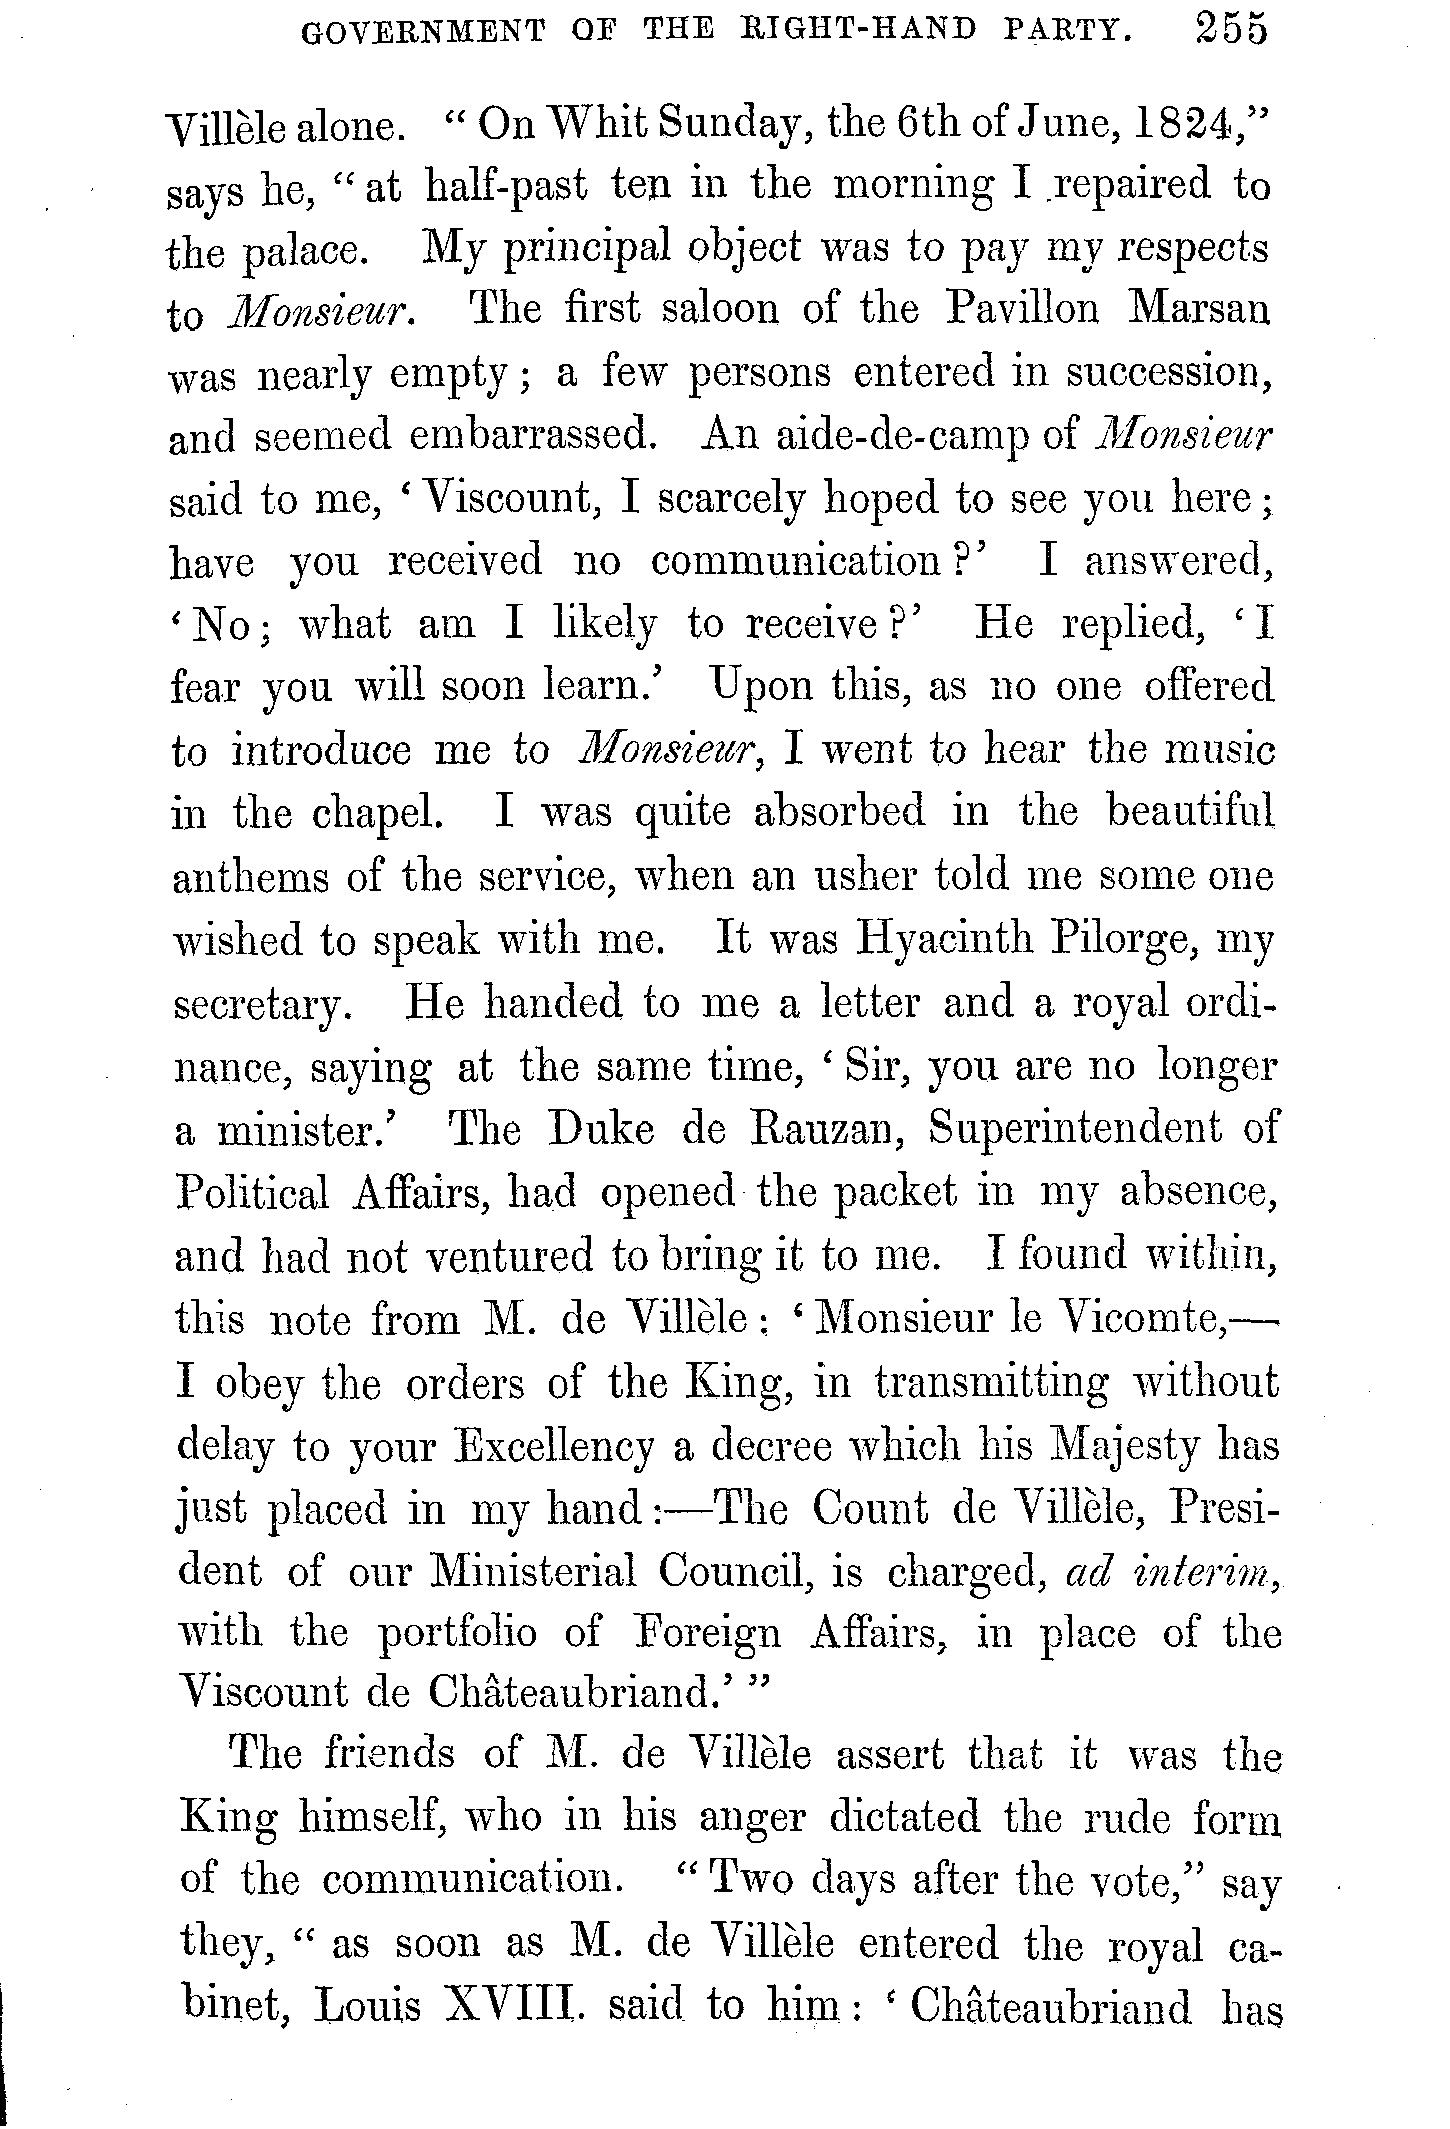 GOVERNMENT OF THE RIGHT-HAND PARTY. 255
Villèle alone. “ On Whit Sunday, the 6th of June, 1824,”
says he, “ at half-past ten in the morning I repaired to
the palace. My principal object was to pay my respects
to Monsieur. The first saloon of the Pavillon Marsan
was nearly empty ; a few persons entered in succession,
and seemed embarrassed. An aide-de-camp of Monsieur
said to me, ‘ Viscount, I scarcely hoped to see you here ;
have you received no communication ?’ I answered,
‘ No ; what am I likely to receive ?’ He replied, ‘ I
fear you will soon learn.’ Upon this, as no one offered
to introduce me to Monsieur, I went to hear the music
in the chapel. I was quite absorbed in the beautiful
anthems of the service, when an usher told me some one
wished to speak with me. It was Hyacinth Pilorge, my
secretary. He handed to me a letter and a royal ordi-
nance, saying at the same time, ‘ Sir, you are no longer
a minister.’ The Duke de Rauzan, Superintendent of
Political Affairs, had opened the packet in my absence,
and had not ventured to bring it to me. I found within,
this note from M. de Villèle : ‘ Monsieur le Vicomte,—
I obey the orders of the King, in transmitting without
delay to your Excellency a decree which his Majesty has
just placed in my hand :—The Count de Villèle, Presi-
dent of our Ministerial Council, is charged, ad interim,
with the portfolio of Foreign Affairs, in place of the
Viscount de Châteaubriand.’ ”
The friends of M. de Villèle assert that it was the
King himself, who in his anger dictated the rude form
of the communication. “ Two days after the vote,” say
they, “ as soon as M. de Villèle entered the royal ca-
binet, Louis XVIII. said to him : ‘ Châteaubriand has